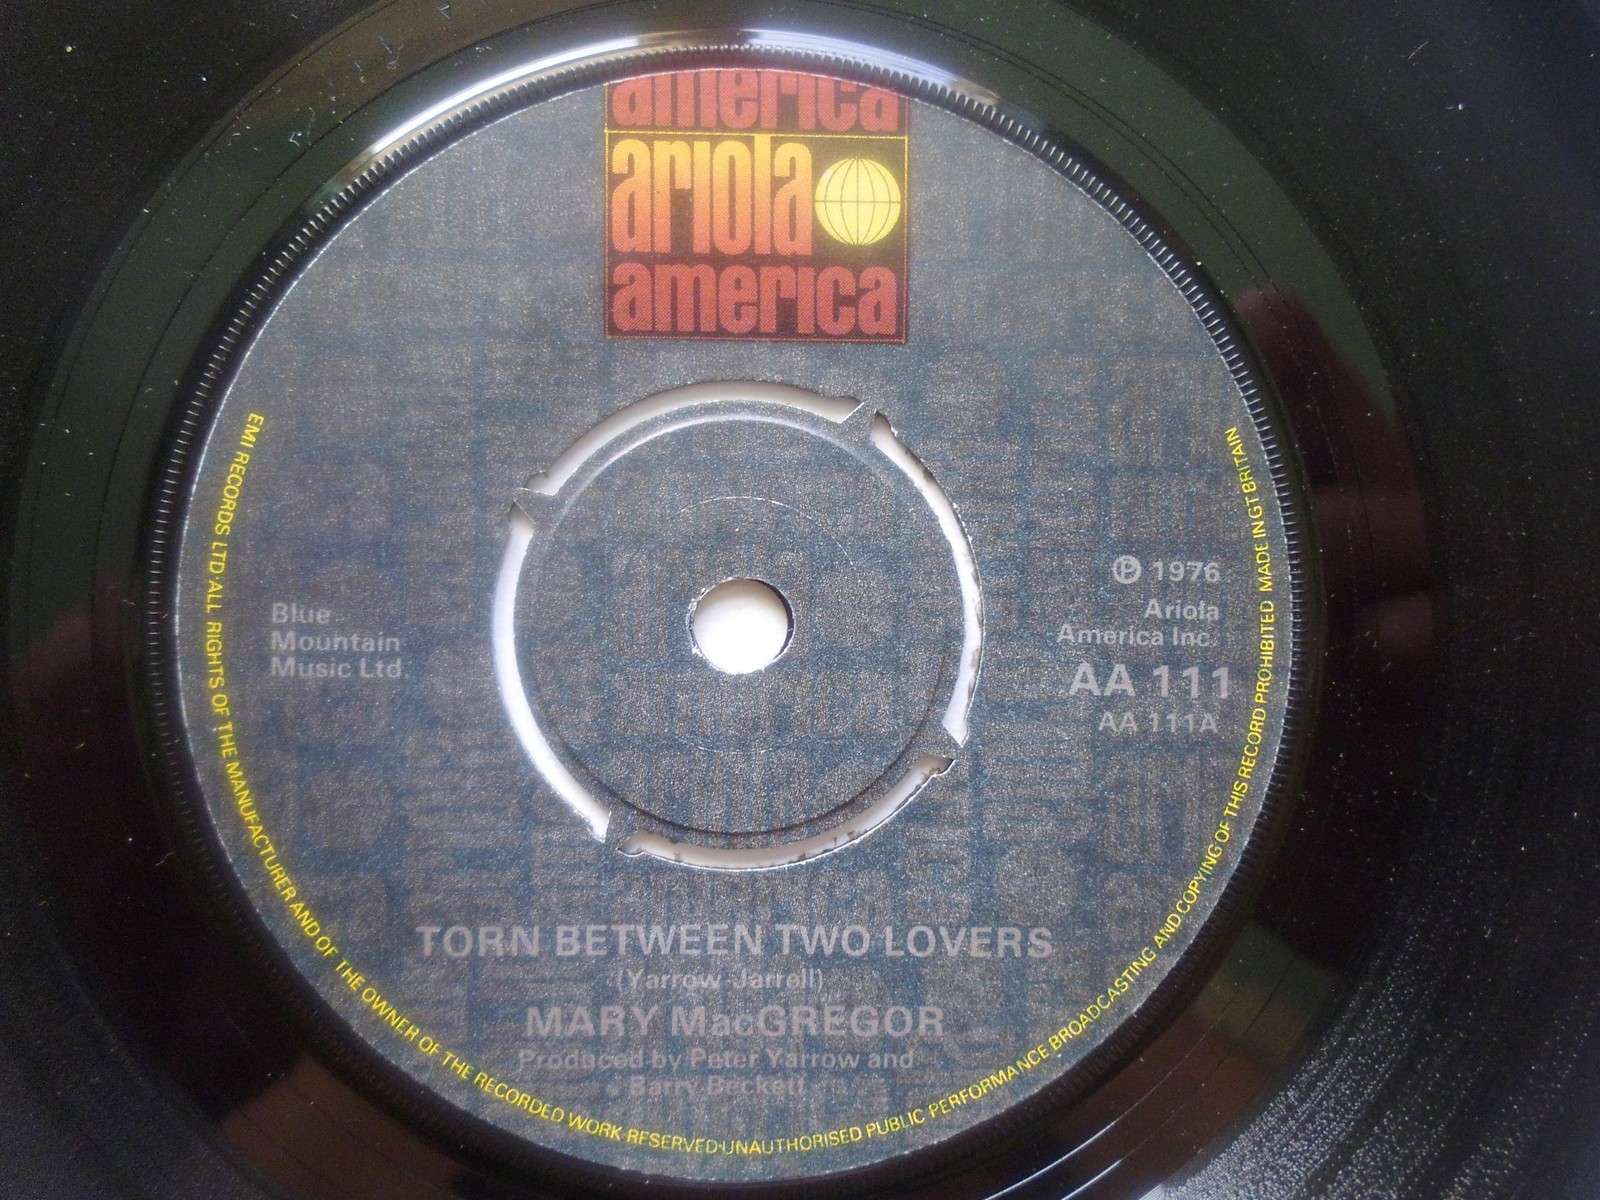 america
ariola
america
Blue
Mountain
Music Ltd.
Ⓟ 1976
Ariola
America Inc.
AA 111
AA 111A
TORN BETWEEN TWO LOVERS
(Yarrow-Jarrell)
MARY MacGREGOR
Produced by Peter Yarrow and
Barry Beckett
EMI RECORDS LTD·ALL RIGHTS OF THE MANUFACTURER AND OF THE OWNER OF THE RECORDED WORK RESERVED·UNAUTHORISED PUBLIC PERFORMANCE BROADCASTING AND COPYING OF THIS RECORD PROHIBITED MADE IN GT BRITAIN